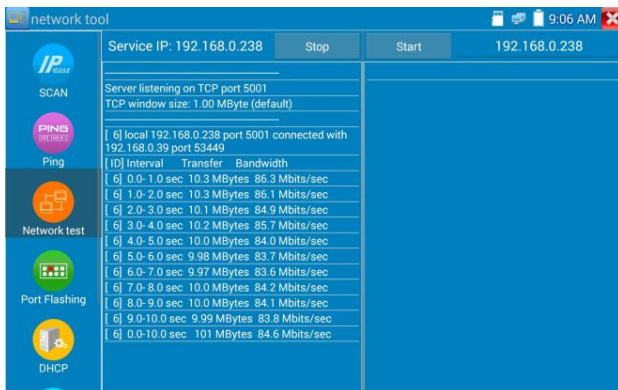 network tool
9:06 AM
Service IP: 192.168.0.238
Stop
Start
192.168.0.238
SCAN
PING
Ping
Network test
Port Flashing
DHCP
Server listening on TCP port 5001
TCP window size: 1.00 MByte (default)
[ 6] local 192.168.0.238 port 5001 connected with
192.168.0.39 port 53449
[ ID] Interval Transfer Bandwidth
[ 6] 0.0- 1.0 sec 10.3 MBytes 86.3 Mbits/sec
[ 6] 1.0- 2.0 sec 10.3 MBytes 86.1 Mbits/sec
[ 6] 2.0- 3.0 sec 10.1 MBytes 84.9 Mbits/sec
[ 6] 3.0- 4.0 sec 10.2 MBytes 85.7 Mbits/sec
[ 6] 4.0- 5.0 sec 10.0 MBytes 84.0 Mbits/sec
[ 6] 5.0- 6.0 sec 9.98 MBytes 83.7 Mbits/sec
[ 6] 6.0- 7.0 sec 9.97 MBytes 83.6 Mbits/sec
[ 6] 7.0- 8.0 sec 10.0 MBytes 84.2 Mbits/sec
[ 6] 8.0- 9.0 sec 10.0 MBytes 84.1 Mbits/sec
[ 6] 9.0-10.0 sec 9.99 MBytes 83.8 Mbits/sec
[ 6] 0.0-10.0 sec 101 MBytes 84.6 Mbits/sec